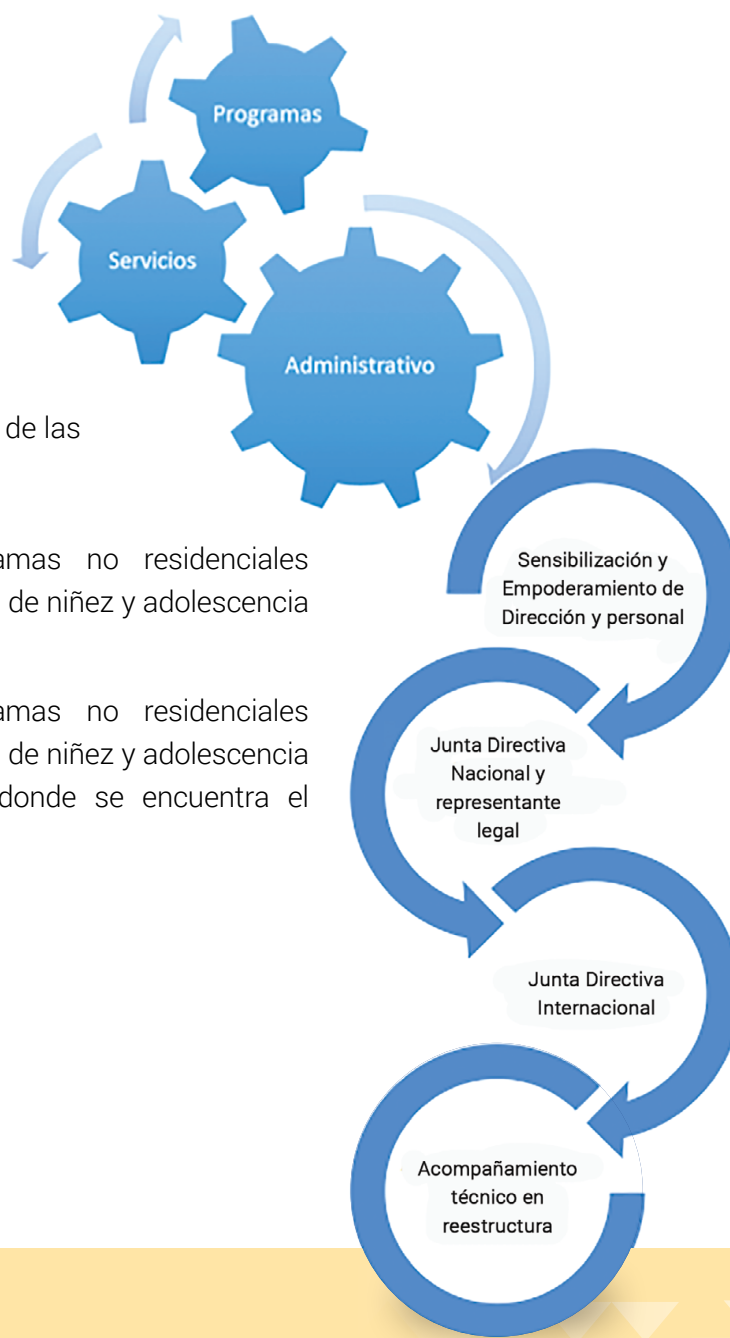 Programas
Servicios
Administrativo
de las
amas no residenciales
de niñez y adolescencia
amas no residenciales
de niñez y adolescencia
donde se encuentra el
Sensibilización y
Empoderamiento de
Dirección y personal
Junta Directiva
Nacional y
representante
legal
Junta Directiva
Internacional
Acompañamiento
técnico en
reestructura